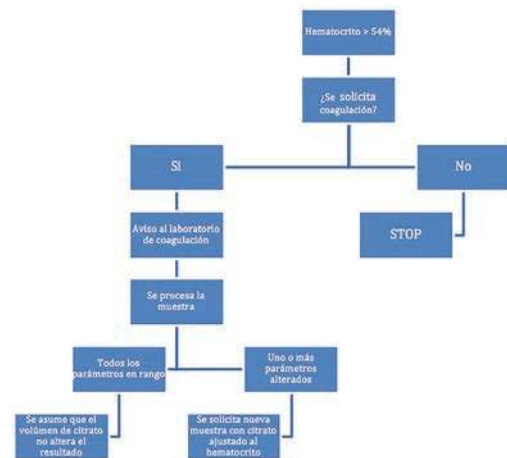 Hematocrito > 54%
¿Se solicita
coagulación?
Si
No
Aviso al laboratorio
de coagulación
STOP
Se procesa la
muestra
Todos los
parámetros en rango
Uno o más
parámetros
alterados
Se asume que el
volúmen de citrato
no altera el
resultado
Se solicita nueva
muestra con citrato
ajustado al
hematocrito